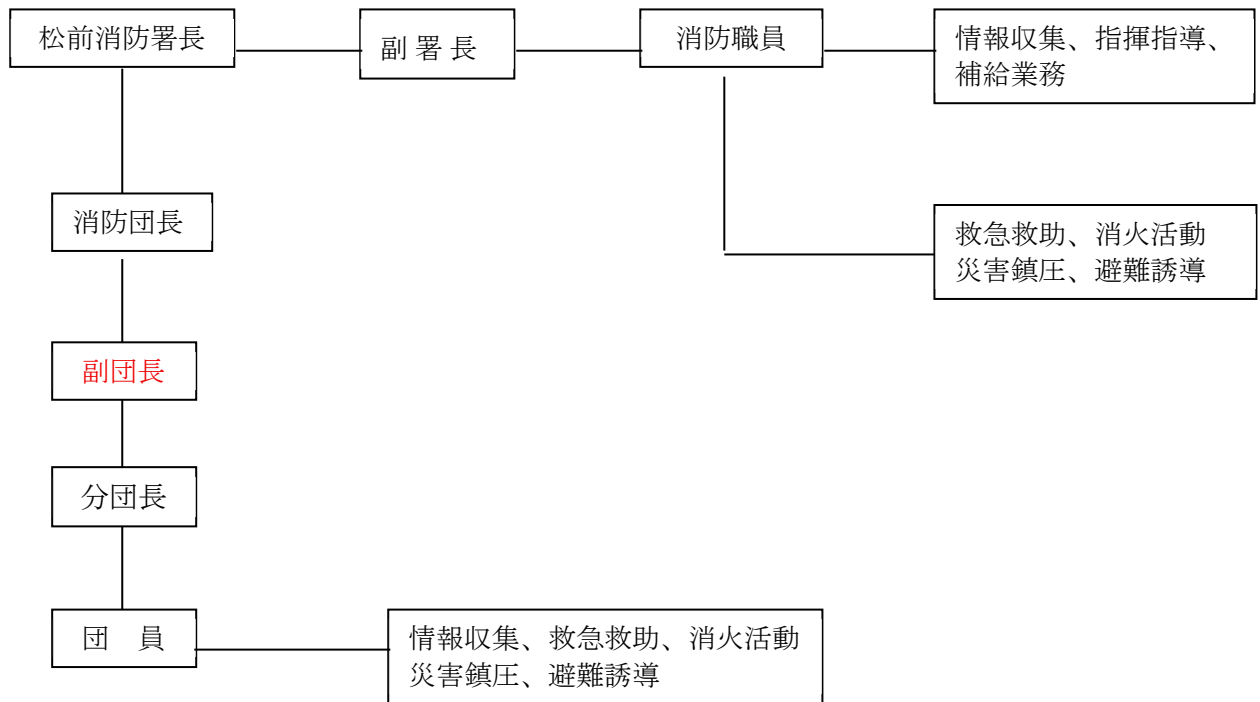 松前消防署長
副 署 長
消防職員
情報収集、指揮指導、
補給業務
消防団長
救急救助、消火活動
災害鎮圧、避難誘導
副団長
分団長
団　員
情報収集、救急救助、消火活動
災害鎮圧、避難誘導